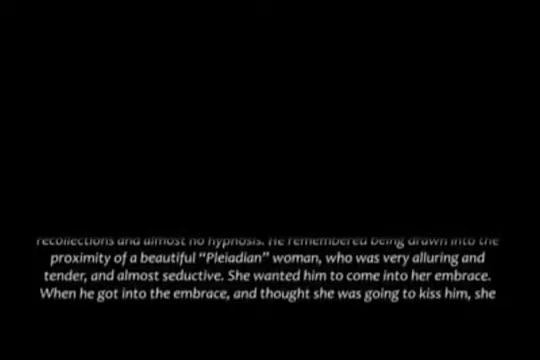 recollections and almost no hypnosis. He remembered being drawn into the
proximity of a beautiful “Pleiadian” woman, who was very alluring and
tender, and almost seductive. She wanted him to come into her embrace.
When he got into the embrace, and thought she was going to kiss him, she